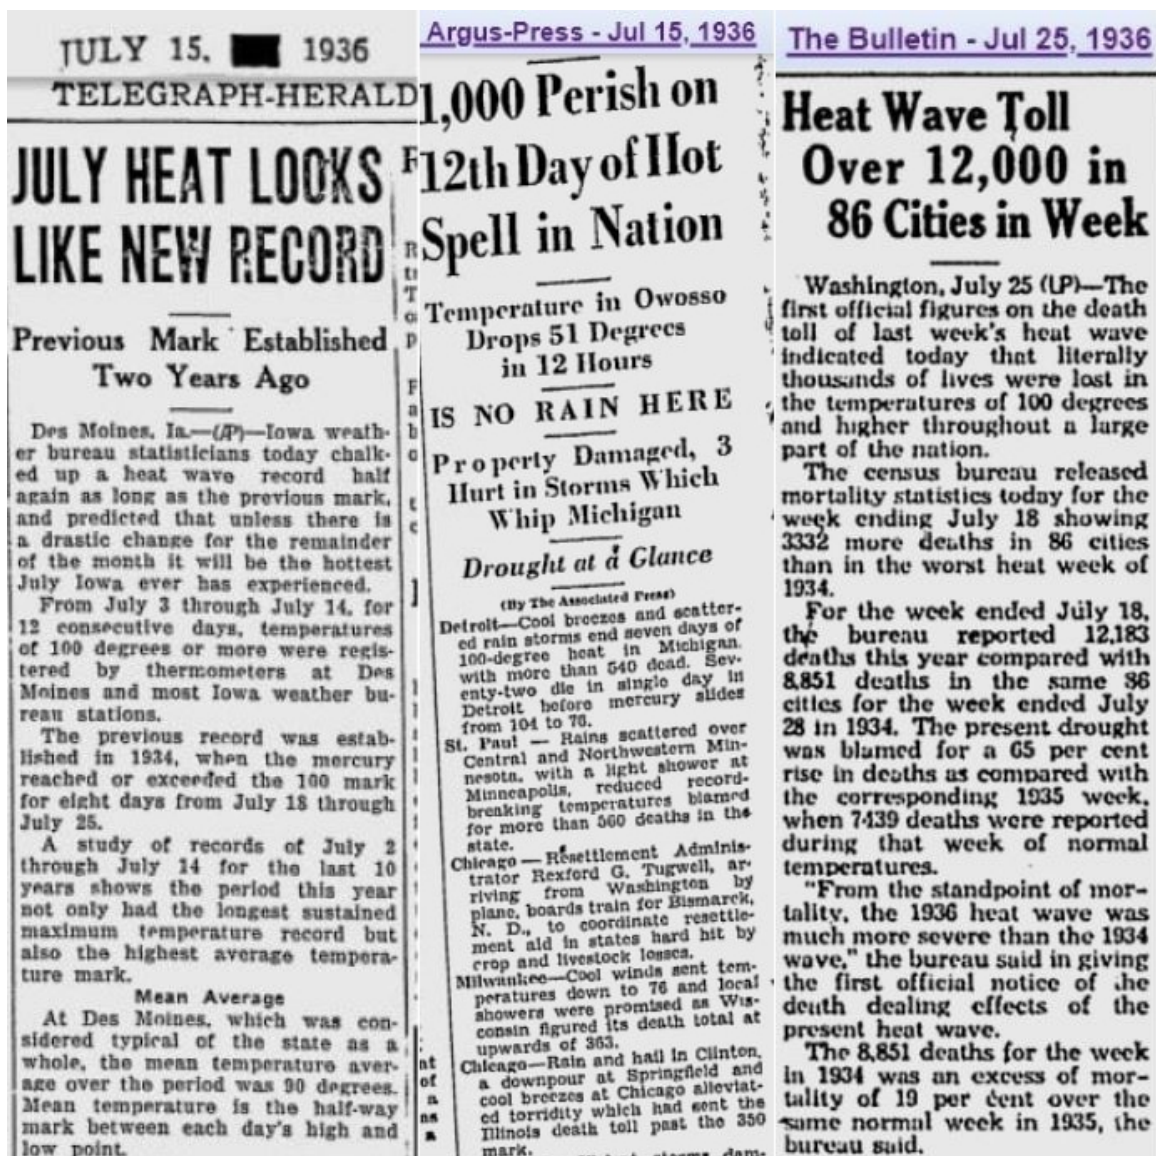 JULY 15, 1936
TELEGRAPH-HERALD
JULY HEAT LOOKS
LIKE NEW RECORD
Previous Mark Established
Two Years Ago
Des Moines, Ia.—(AP)—Iowa weath-
er bureau statisticians today chalk-
ed up a heat wave record half
again as long as the previous mark,
and predicted that unless there is
a drastic change for the remainder
of the month it will be the hottest
July Iowa ever has experienced.
From July 3 through July 14, for
12 consecutive days, temperatures
of 100 degrees or more were regis-
tered by thermometers at Des
Moines and most Iowa weather bu-
reau stations.
The previous record was estab-
lished in 1934, when the mercury
reached or exceeded the 100 mark
for eight days from July 18 through
July 25.
A study of records of July 2
through July 14 for the last 10
years shows the period this year
not only had the longest sustained
maximum temperature record but
also the highest average tempera-
ture mark.
Mean Average
At Des Moines, which was con-
sidered typical of the state as a
whole, the mean temperature aver-
age over the period was 90 degrees.
Mean temperature is the half-way
mark between each day's high and
low point.
Argus-Press - Jul 15, 1936
1,000 Perish on
12th Day of Hot
Spell in Nation
Temperature in Owosso
Drops 51 Degrees
in 12 Hours
IS NO RAIN HERE
Property Damaged, 3
Hurt in Storms Which
Whip Michigan
Drought at a Glance
(By The Associated Press)
Detroit—Cool breezes and scatter-
ed rain storms end seven days of
100-degree heat in Michigan,
with more than 540 dead. Sev-
enty-two die in single day in
Detroit before mercury slides
from 104 to 76.
St. Paul — Rains scattered over
Central and Northwestern Min-
nesota, with a light shower at
Minneapolis, reduced record-
breaking temperatures blamed
for more than 560 deaths in the
state.
Chicago — Resettlement Adminis-
trator Rexford G. Tugwell, ar-
riving from Washington by
plane, boards train for Bismarck,
N. D., to coordinate resettle-
ment aid in states hard hit by
crop and livestock losses.
Milwaukee—Cool winds sent tem-
peratures down to 76 and local
showers were promised as Wis-
consin figured its death total at
upwards of 363.
Chicago—Rain and hail in Clinton,
a downpour at Springfield and
cool breezes at Chicago alleviat-
ed torridity which had sent the
Illinois death toll past the 350
mark.
The Bulletin - Jul 25, 1936
Heat Wave Toll
Over 12,000 in
86 Cities in Week
Washington, July 25 (UP)—The
first official figures on the death
toll of last week's heat wave
indicated today that literally
thousands of lives were lost in
the temperatures of 100 degrees
and higher throughout a large
part of the nation.
The census bureau released
mortality statistics today for the
week ending July 18 showing
3332 more deaths in 86 cities
than in the worst heat week of
1934.
For the week ended July 18,
the bureau reported 12,183
deaths this year compared with
8,851 deaths in the same 86
cities for the week ended July
28 in 1934. The present drought
was blamed for a 65 per cent
rise in deaths as compared with
the corresponding 1935 week,
when 7439 deaths were reported
during that week of normal
temperatures.
"From the standpoint of mor-
tality, the 1936 heat wave was
much more severe than the 1934
wave," the bureau said in giving
the first official notice of the
death dealing effects of the
present heat wave.
The 8,851 deaths for the week
in 1934 was an excess of mor-
tality of 19 per cent over the
same normal week in 1935, the
bureau said.